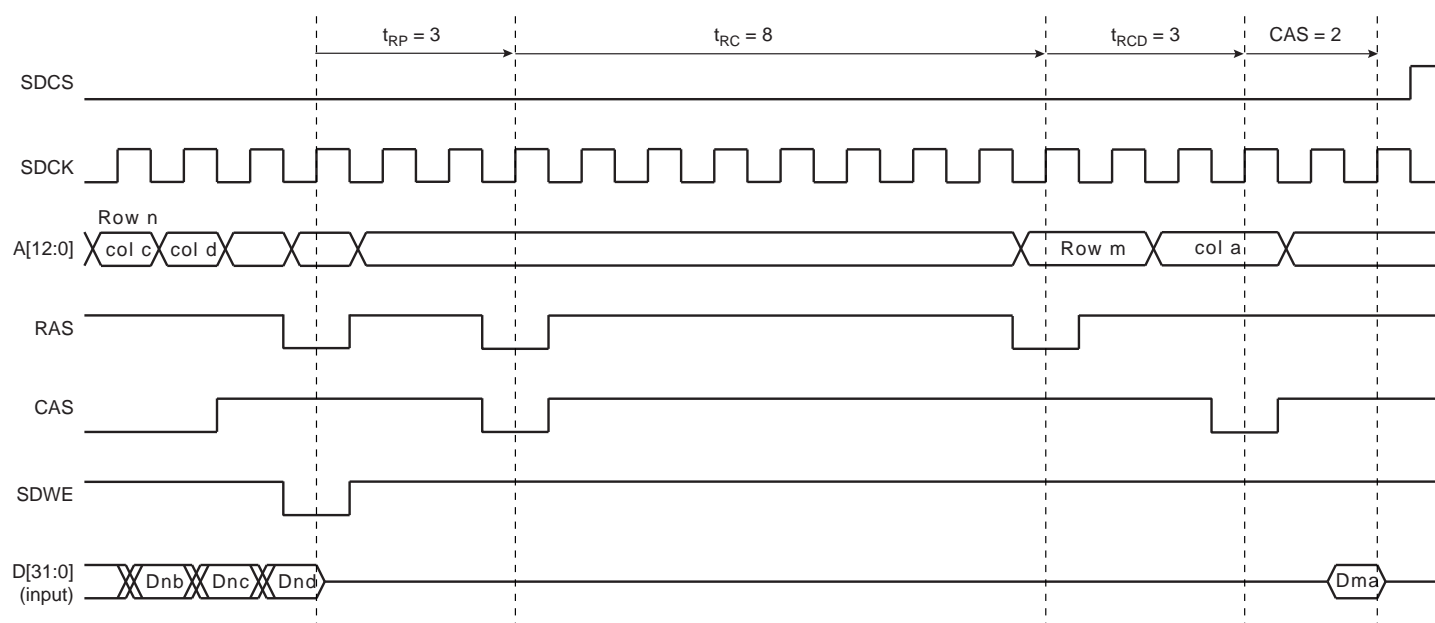 tRP = 3
tRC = 8
tRCD = 3
CAS = 2
SDCS
SDCK
Row n
A[12:0]
col c
col d
Row m
col a
RAS
CAS
SDWE
D[31:0]
(input)
Dnb
Dnc
Dnd
Dma